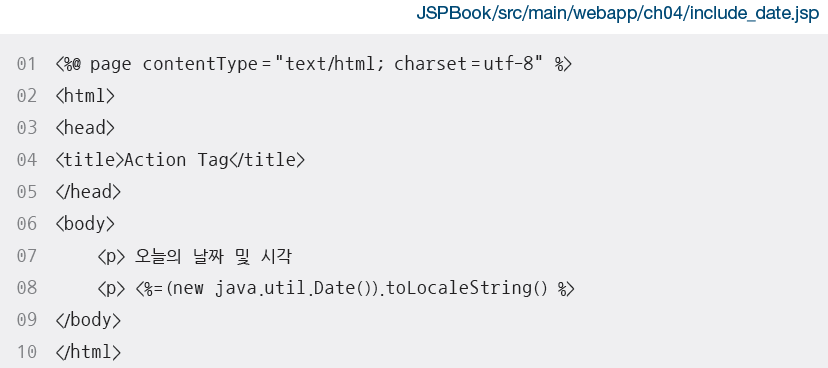 JSPBook/src/main/webapp/ch04/include_date.jsp
01 <%@ page contentType="text/html; charset=utf-8" %>
02 <html>
03 <head>
04 <title>Action Tag</title>
05 </head>
06 <body>
07 <p> 오늘의 날짜 및 시각
08 <p> <%=(new java.util.Date()).toLocaleString() %>
09 </body>
10 </html>